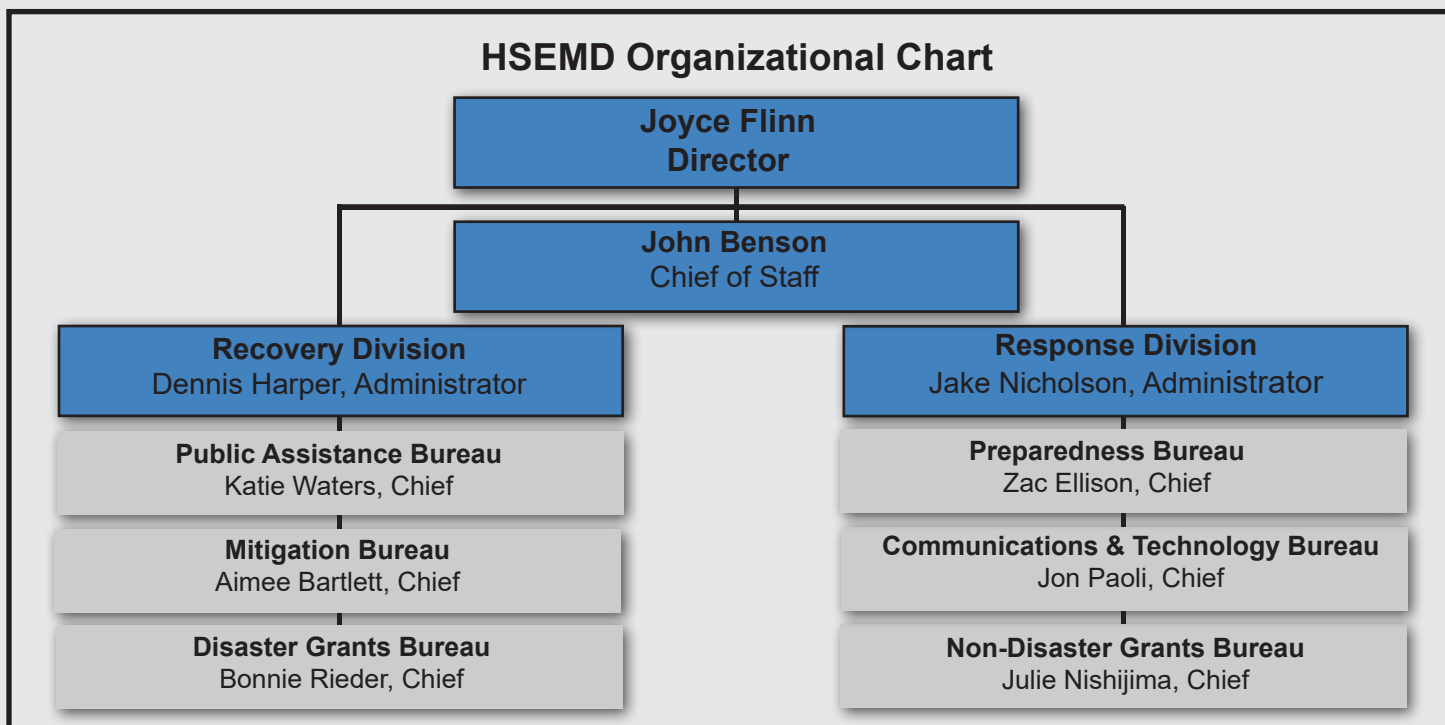 HSEMD Organizational Chart
Joyce Flinn
Director
John Benson
Chief of Staff
Recovery Division
Dennis Harper, Administrator
Public Assistance Bureau
Katie Waters, Chief
Mitigation Bureau
Aimee Bartlett, Chief
Disaster Grants Bureau
Bonnie Rieder, Chief
Response Division
Jake Nicholson, Administrator
Preparedness Bureau
Zac Ellison, Chief
Communications & Technology Bureau
Jon Paoli, Chief
Non-Disaster Grants Bureau
Julie Nishijima, Chief